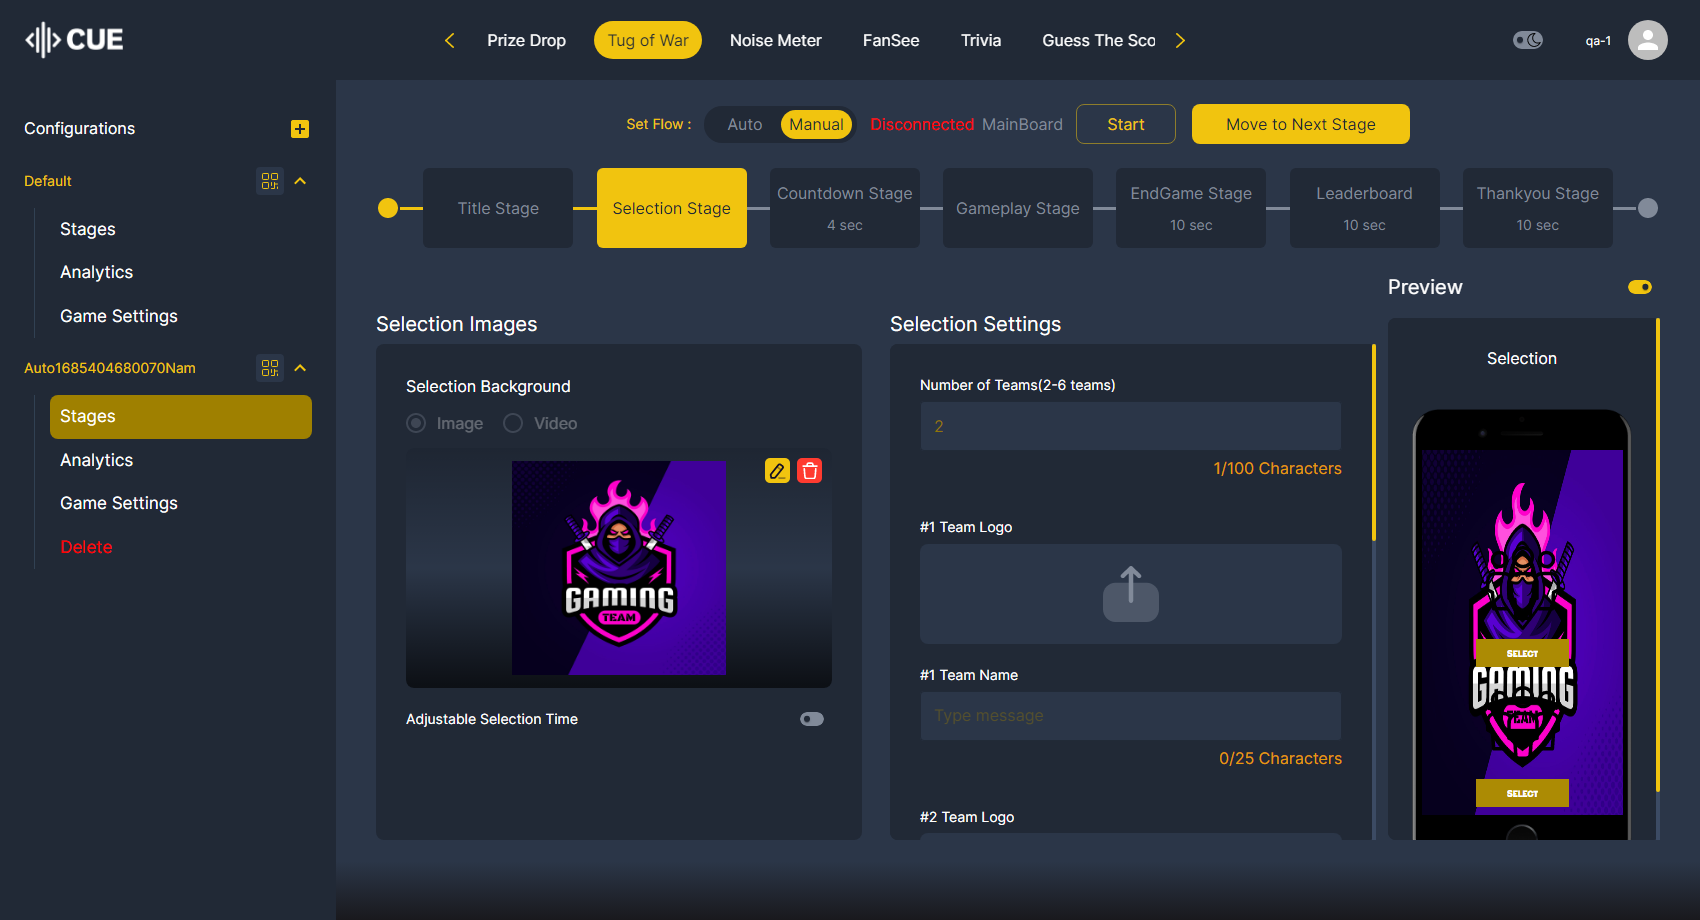 CUE
Prize Drop
Tug of War
Noise Meter
FanSee
Trivia
Guess The Sco
qa-1
Configurations
Default
Stages
Analytics
Game Settings
Auto1685404680070Nam
Stages
Analytics
Game Settings
Delete
Set Flow :
Auto
Manual
Disconnected MainBoard
Start
Move to Next Stage
Title Stage
Selection Stage
Countdown Stage
4 sec
Gameplay Stage
EndGame Stage
10 sec
Leaderboard
10 sec
Thankyou Stage
10 sec
Selection Images
Selection Background
Image
Video
GAMING
TEAM
Adjustable Selection Time
Selection Settings
Number of Teams(2-6 teams)
2
1/100 Characters
#1 Team Logo
#1 Team Name
Type message
0/25 Characters
#2 Team Logo
Preview
Selection
SELECT
GAMING
TEAM
SELECT